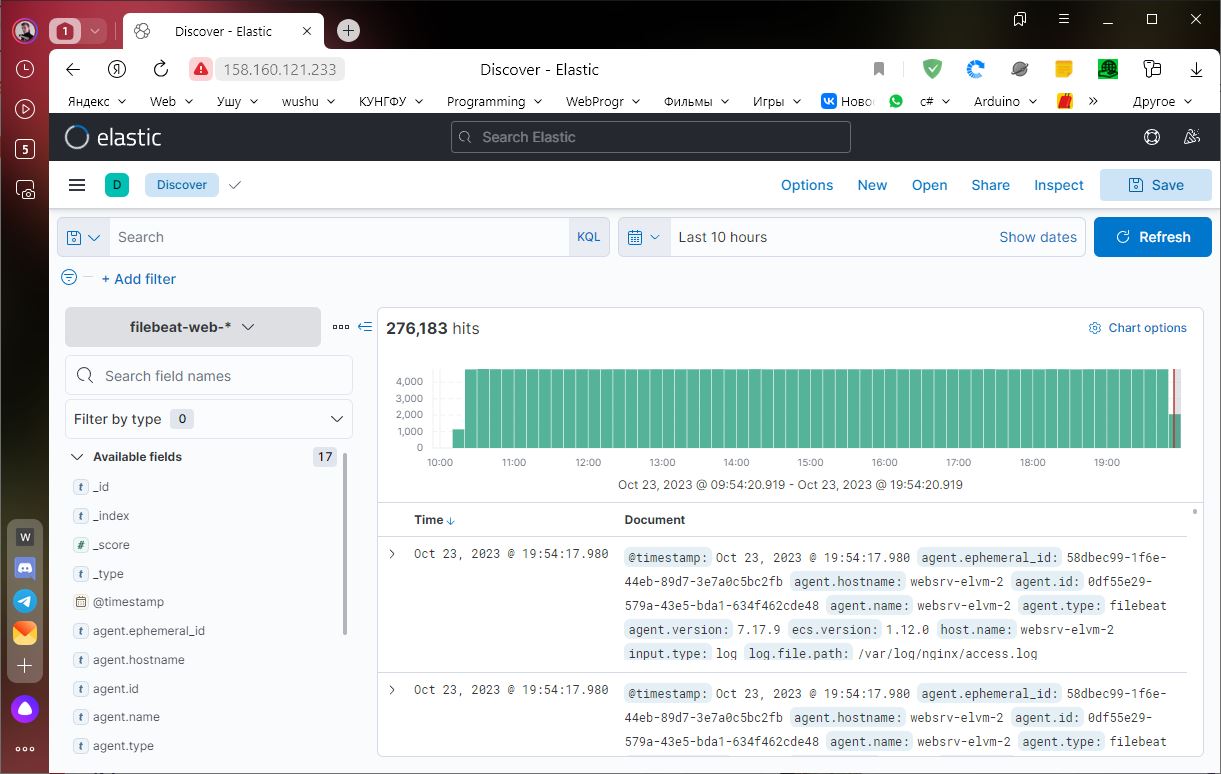 1
Discover - Elastic
Я
158.160.121.233
Discover - Elastic
Яндекс Web Ушу wushu КУНГФУ Programming WebProgr Фильмы Игры Ново c# Arduino » Другое
5
elastic
Search Elastic
D
Discover
Options New Open Share Inspect Save
Search
KQL
Last 10 hours
Show dates
Refresh
+ Add filter
filebeat-web-*
Search field names
Filter by type 0
Available fields 17
t _id
t _index
# _score
t _type
@timestamp
t agent.ephemeral_id
t agent.hostname
t agent.id
t agent.name
t agent.type
W
276,183 hits
Chart options
4,000
3,000
2,000
1,000
0
10:00 11:00 12:00 13:00 14:00 15:00 16:00 17:00 18:00 19:00
Oct 23, 2023 @ 09:54:20.919 - Oct 23, 2023 @ 19:54:20.919
Time Document
Oct 23, 2023 @ 19:54:17.980
@timestamp: Oct 23, 2023 @ 19:54:17.980 agent.ephemeral_id: 58dbec99-1f6e-
44eb-89d7-3e7a0c5bc2fb agent.hostname: websrv-elvm-2 agent.id: 0df55e29-
579a-43e5-bda1-634f462cde48 agent.name: websrv-elvm-2 agent.type: filebeat
agent.version: 7.17.9 ecs.version: 1.12.0 host.name: websrv-elvm-2
input.type: log log.file.path: /var/log/nginx/access.log
Oct 23, 2023 @ 19:54:17.980
@timestamp: Oct 23, 2023 @ 19:54:17.980 agent.ephemeral_id: 58dbec99-1f6e-
44eb-89d7-3e7a0c5bc2fb agent.hostname: websrv-elvm-2 agent.id: 0df55e29-
579a-43e5-bda1-634f462cde48 agent.name: websrv-elvm-2 agent.type: filebeat